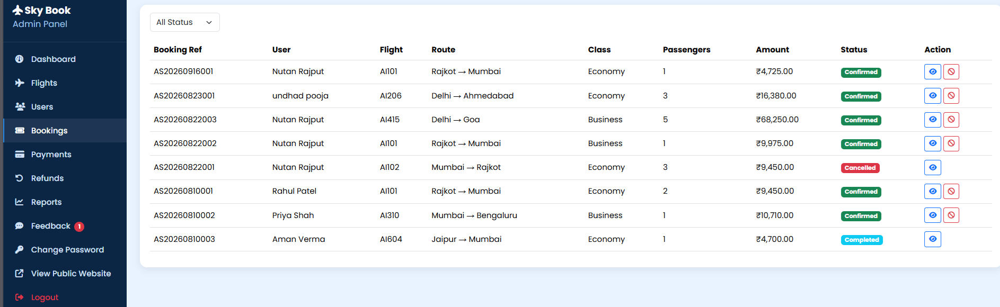 Sky Book
Admin Panel
Dashboard
Flights
Users
Bookings
Payments
Refunds
Reports
Feedback 1
Change Password
View Public Website
Logout
All Status
Booking Ref User Flight Route Class Passengers Amount Status Action
AS20260916001 Nutan Rajput AI101 Rajkot → Mumbai Economy 1 ₹4,725.00 Confirmed
AS20260823001 undhad pooja AI206 Delhi → Ahmedabad Economy 3 ₹16,380.00 Confirmed
AS20260822003 Nutan Rajput AI415 Delhi → Goa Business 5 ₹68,250.00 Confirmed
AS20260822002 Nutan Rajput AI101 Rajkot → Mumbai Business 1 ₹9,975.00 Confirmed
AS20260822001 Nutan Rajput AI102 Mumbai → Rajkot Economy 3 ₹9,450.00 Cancelled
AS20260810001 Rahul Patel AI101 Rajkot → Mumbai Economy 2 ₹9,450.00 Confirmed
AS20260810002 Priya Shah AI310 Mumbai → Bengaluru Business 1 ₹10,710.00 Confirmed
AS20260810003 Aman Verma AI604 Jaipur → Mumbai Economy 1 ₹4,700.00 Completed